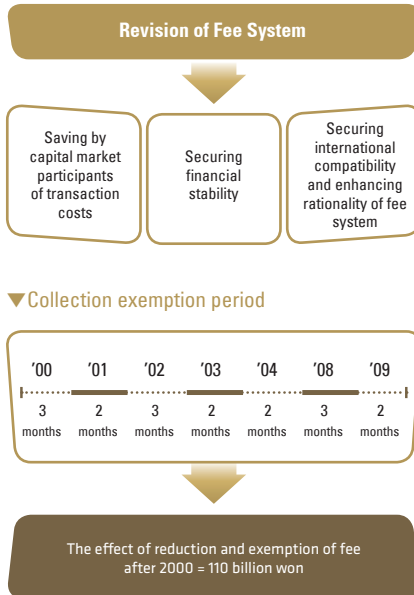 Revision of Fee System
Saving by
capital market
participants
of transaction
costs
Securing
financial
stability
Securing
international
compatibility
and enhancing
rationality of fee
system
▼Collection exemption period
'00 '01 '02 '03 '04 '08 '09
3 2 3 2 2 3 2
months months months months months months months
The effect of reduction and exemption of fee
after 2000 = 110 billion won